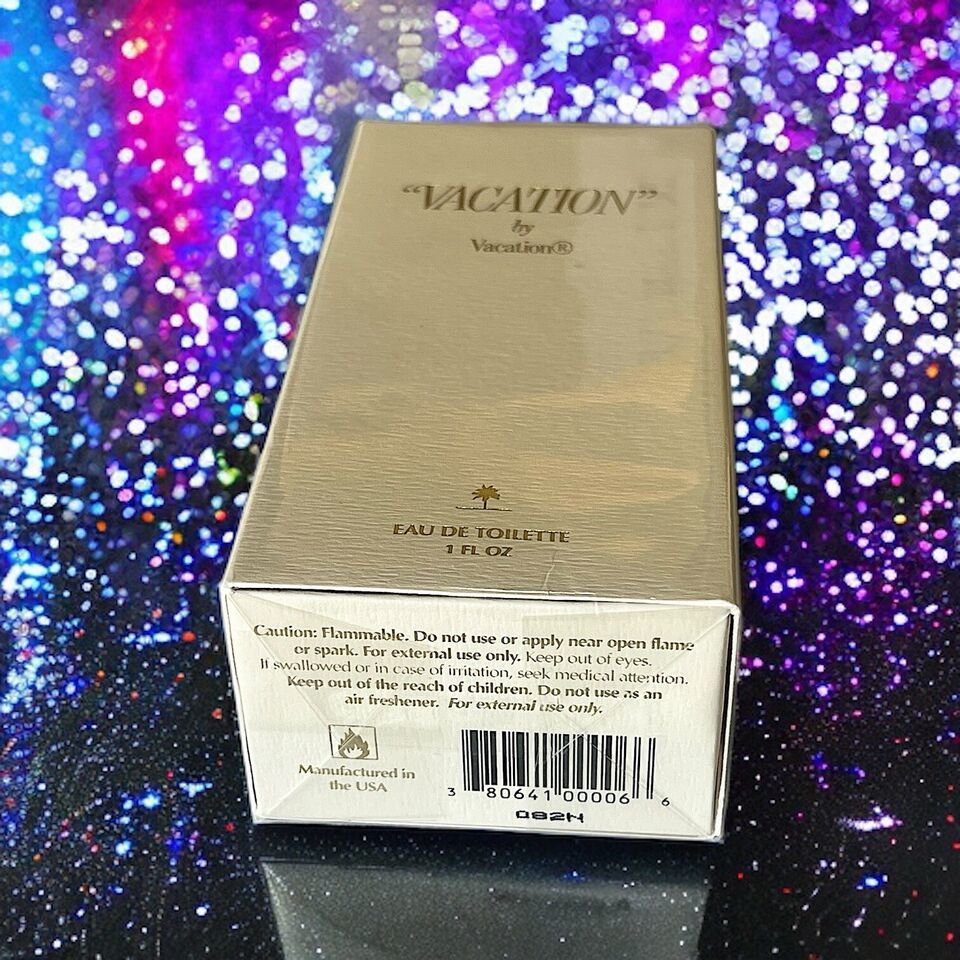 “VACATION”
by
Vacation®
EAU DE TOILETTE
1 FL OZ
Caution: Flammable. Do not use or apply near open flame
or spark. For external use only. Keep out of eyes.
If swallowed or in case of irritation, seek medical attention.
Keep out of the reach of children. Do not use as an
air freshener. For external use only.
Manufactured in
the USA
3 80641 00006 6
092N